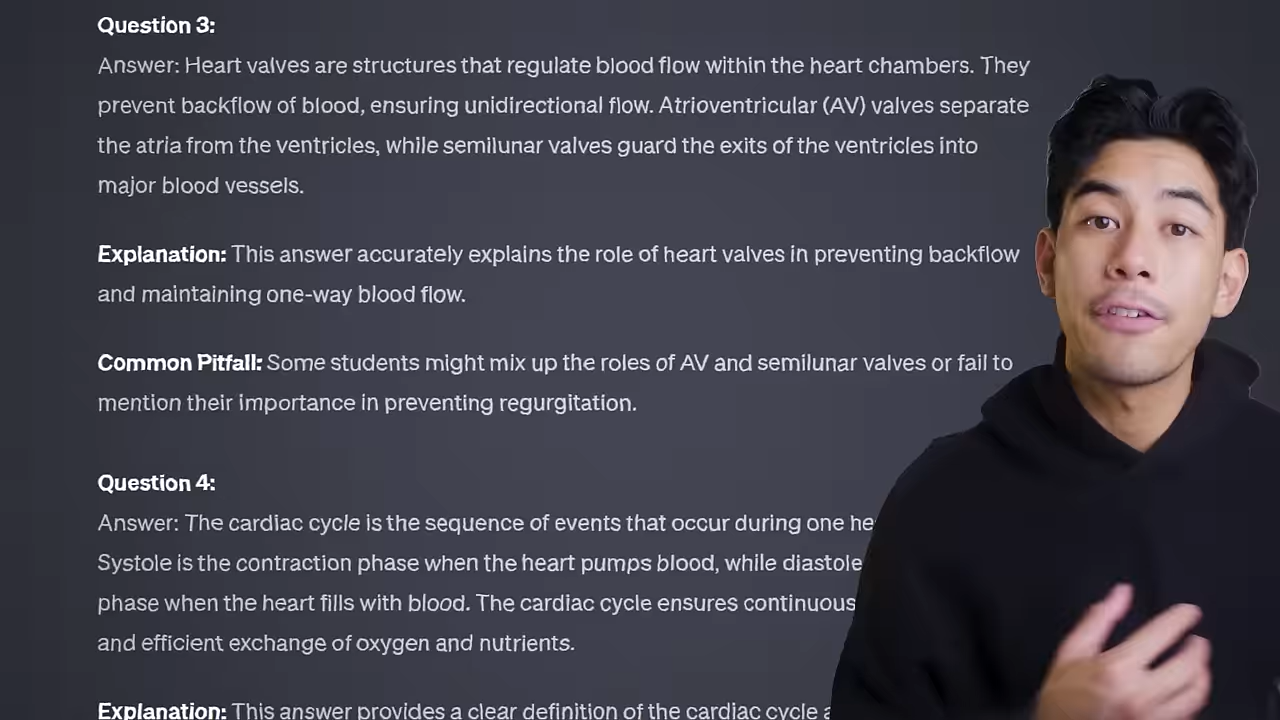 Question 3:
Answer: Heart valves are structures that regulate blood flow within the heart chambers. They
prevent backflow of blood, ensuring unidirectional flow. Atrioventricular (AV) valves separate
the atria from the ventricles, while semilunar valves guard the exits of the ventricles into
major blood vessels.
Explanation: This answer accurately explains the role of heart valves in preventing backflow
and maintaining one-way blood flow.
Common Pitfall: Some students might mix up the roles of AV and semilunar valves or fail to
mention their importance in preventing regurgitation.
Question 4:
Answer: The cardiac cycle is the sequence of events that occur during one he
Systole is the contraction phase when the heart pumps blood, while diastole
phase when the heart fills with blood. The cardiac cycle ensures continuous
and efficient exchange of oxygen and nutrients.
Explanation: This answer provides a clear definition of the cardiac cycle a